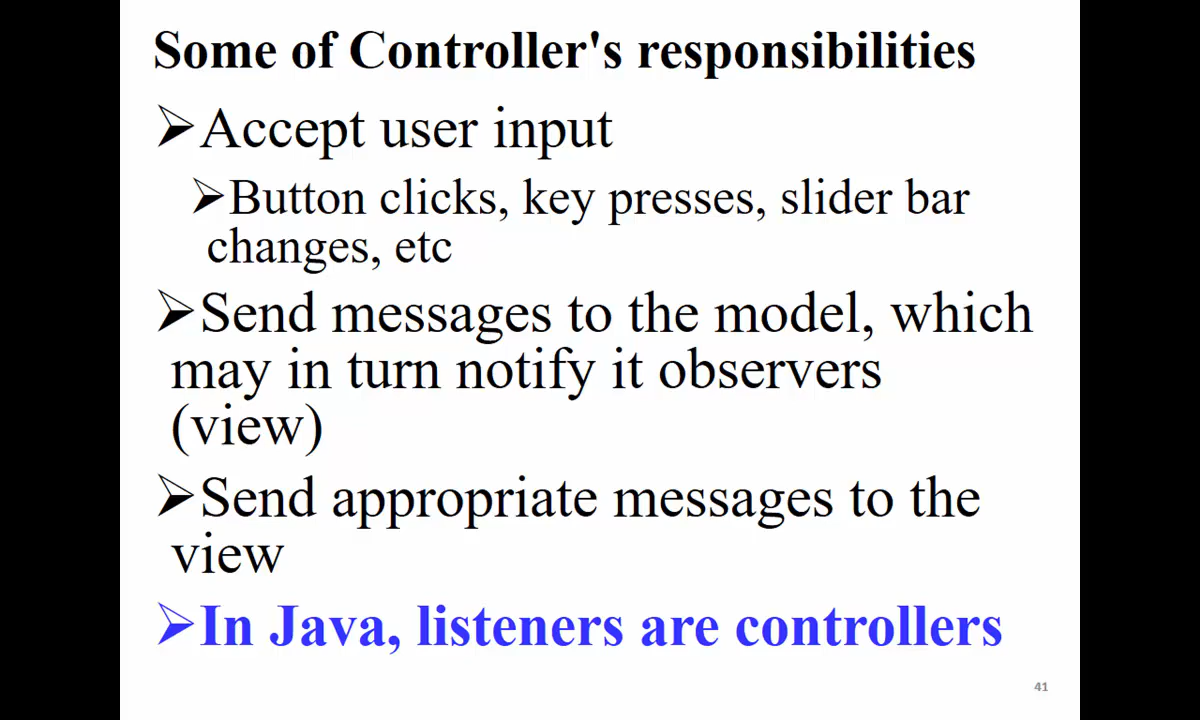 Some of Controller's responsibilities
➢Accept user input
➢Button clicks, key presses, slider bar
changes, etc
➢Send messages to the model, which
may in turn notify it observers
(view)
➢Send appropriate messages to the
view
➢In Java, listeners are controllers
41